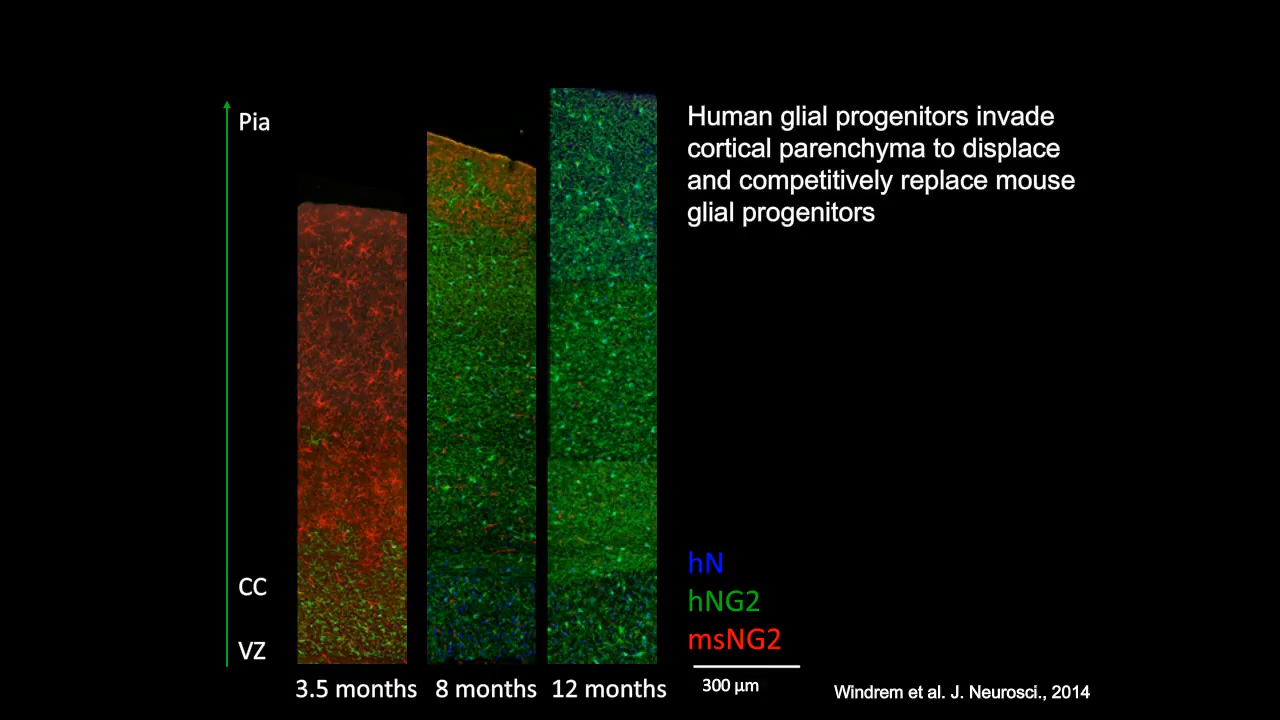 Pia
CC
VZ
3.5 months
8 months
12 months
Human glial progenitors invade
cortical parenchyma to displace
and competitively replace mouse
glial progenitors
hN
hNG2
msNG2
300 µm
Windrem et al. J. Neurosci., 2014